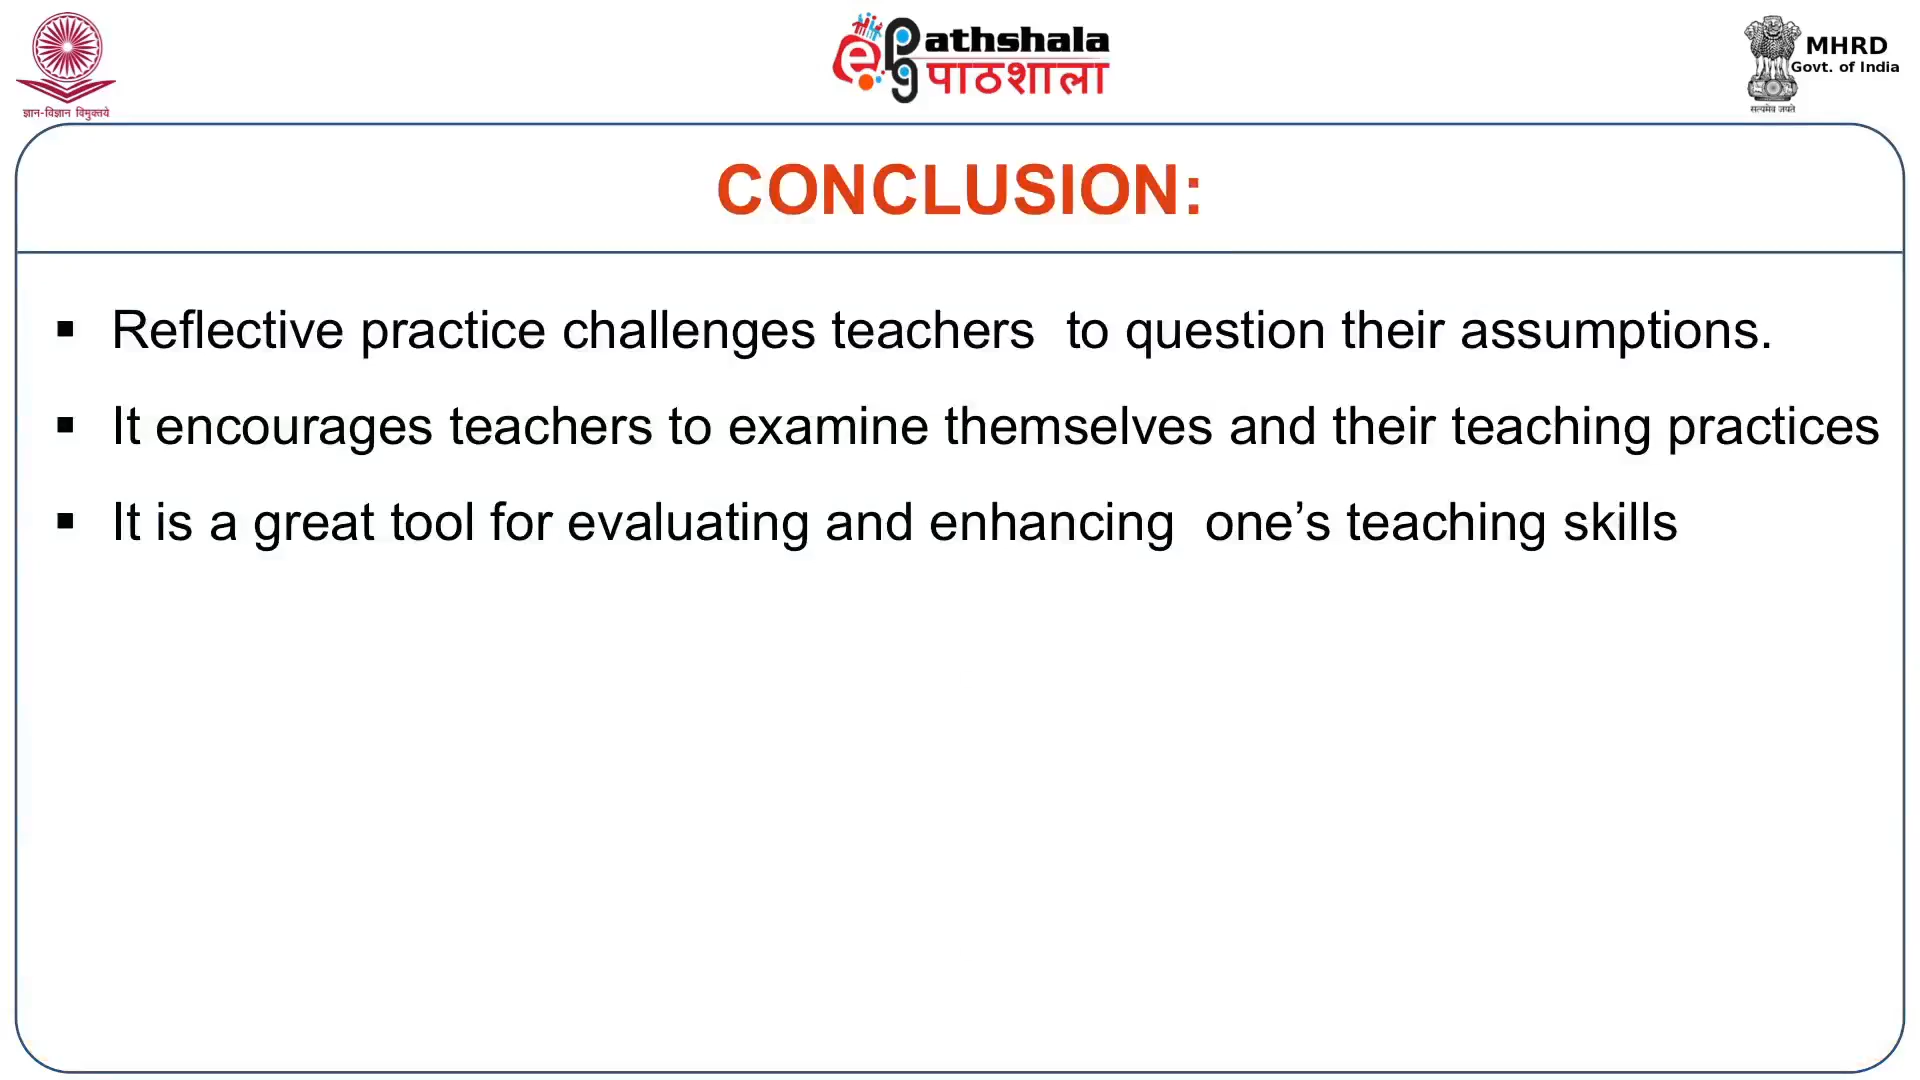 ज्ञान-विज्ञान विमुक्तये
ePathshala
पाठशाला
MHRD
Govt. of India
सत्यमेव जयते
CONCLUSION:
▪ Reflective practice challenges teachers  to question their assumptions.
▪ It encourages teachers to examine themselves and their teaching practices
▪ It is a great tool for evaluating and enhancing  one’s teaching skills